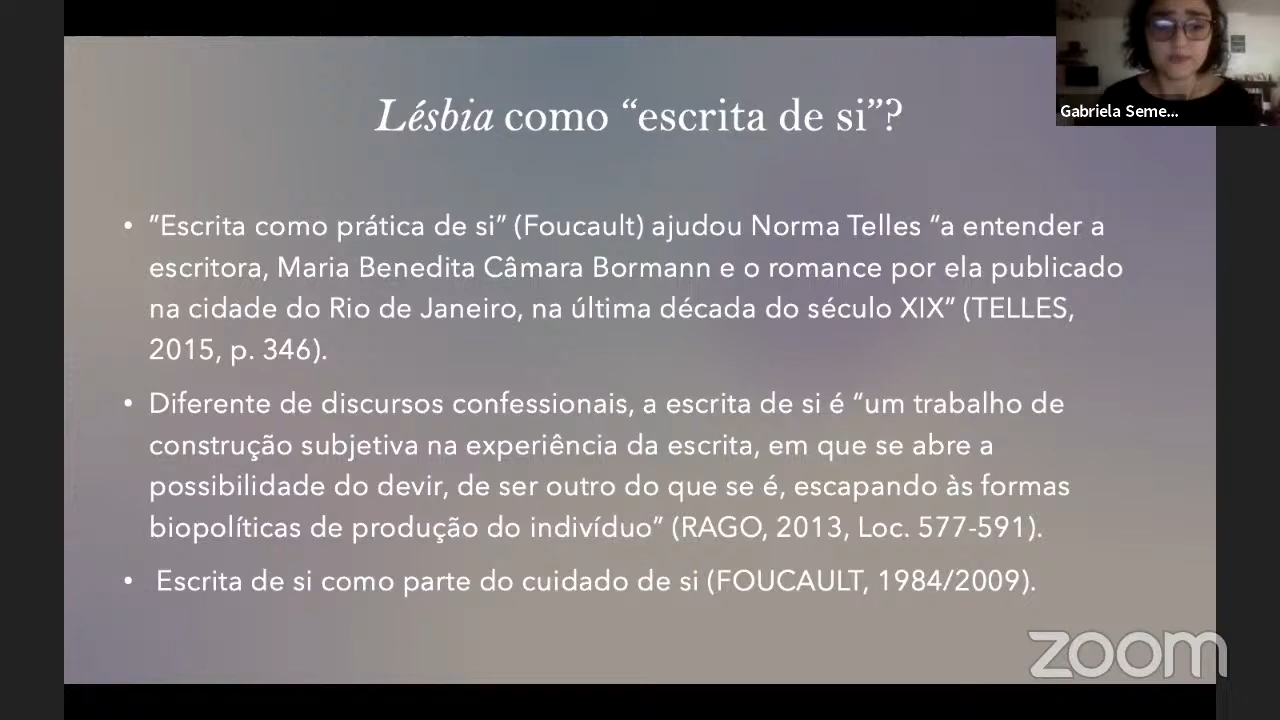 Lésbia como “escrita de si”?
Gabriela Seme...
• ”Escrita como prática de si” (Foucault) ajudou Norma Telles “a entender a
escritora, Maria Benedita Câmara Bormann e o romance por ela publicado
na cidade do Rio de Janeiro, na última década do século XIX” (TELLES,
2015, p. 346).
• Diferente de discursos confessionais, a escrita de si é “um trabalho de
construção subjetiva na experiência da escrita, em que se abre a
possibilidade do devir, de ser outro do que se é, escapando às formas
biopolíticas de produção do indivíduo” (RAGO, 2013, Loc. 577-591).
• Escrita de si como parte do cuidado de si (FOUCAULT, 1984/2009).
zoom